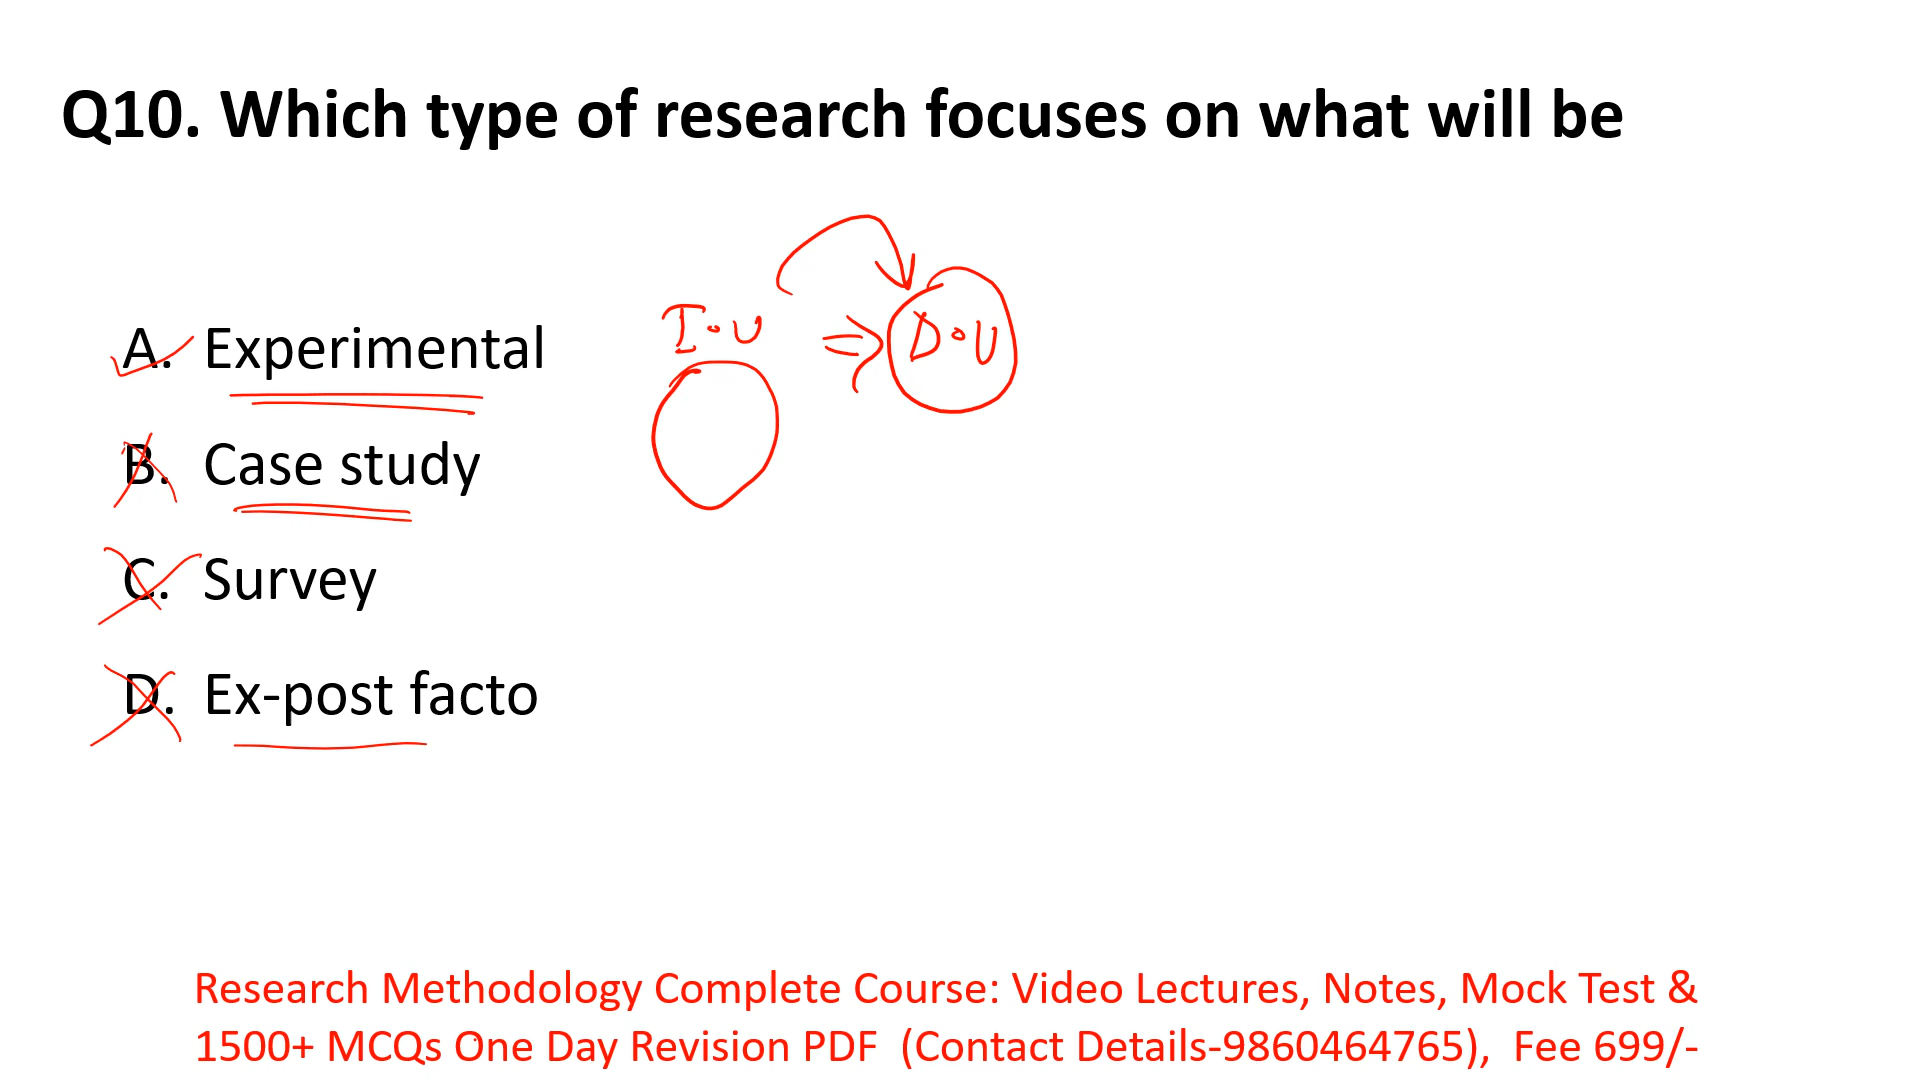 Q10. Which type of research focuses on what will be
A. Experimental
I.U ⇒ D.U
B. Case study
C. Survey
D. Ex-post facto
Research Methodology Complete Course: Video Lectures, Notes, Mock Test &
1500+ MCQs One Day Revision PDF (Contact Details-9860464765), Fee 699/-